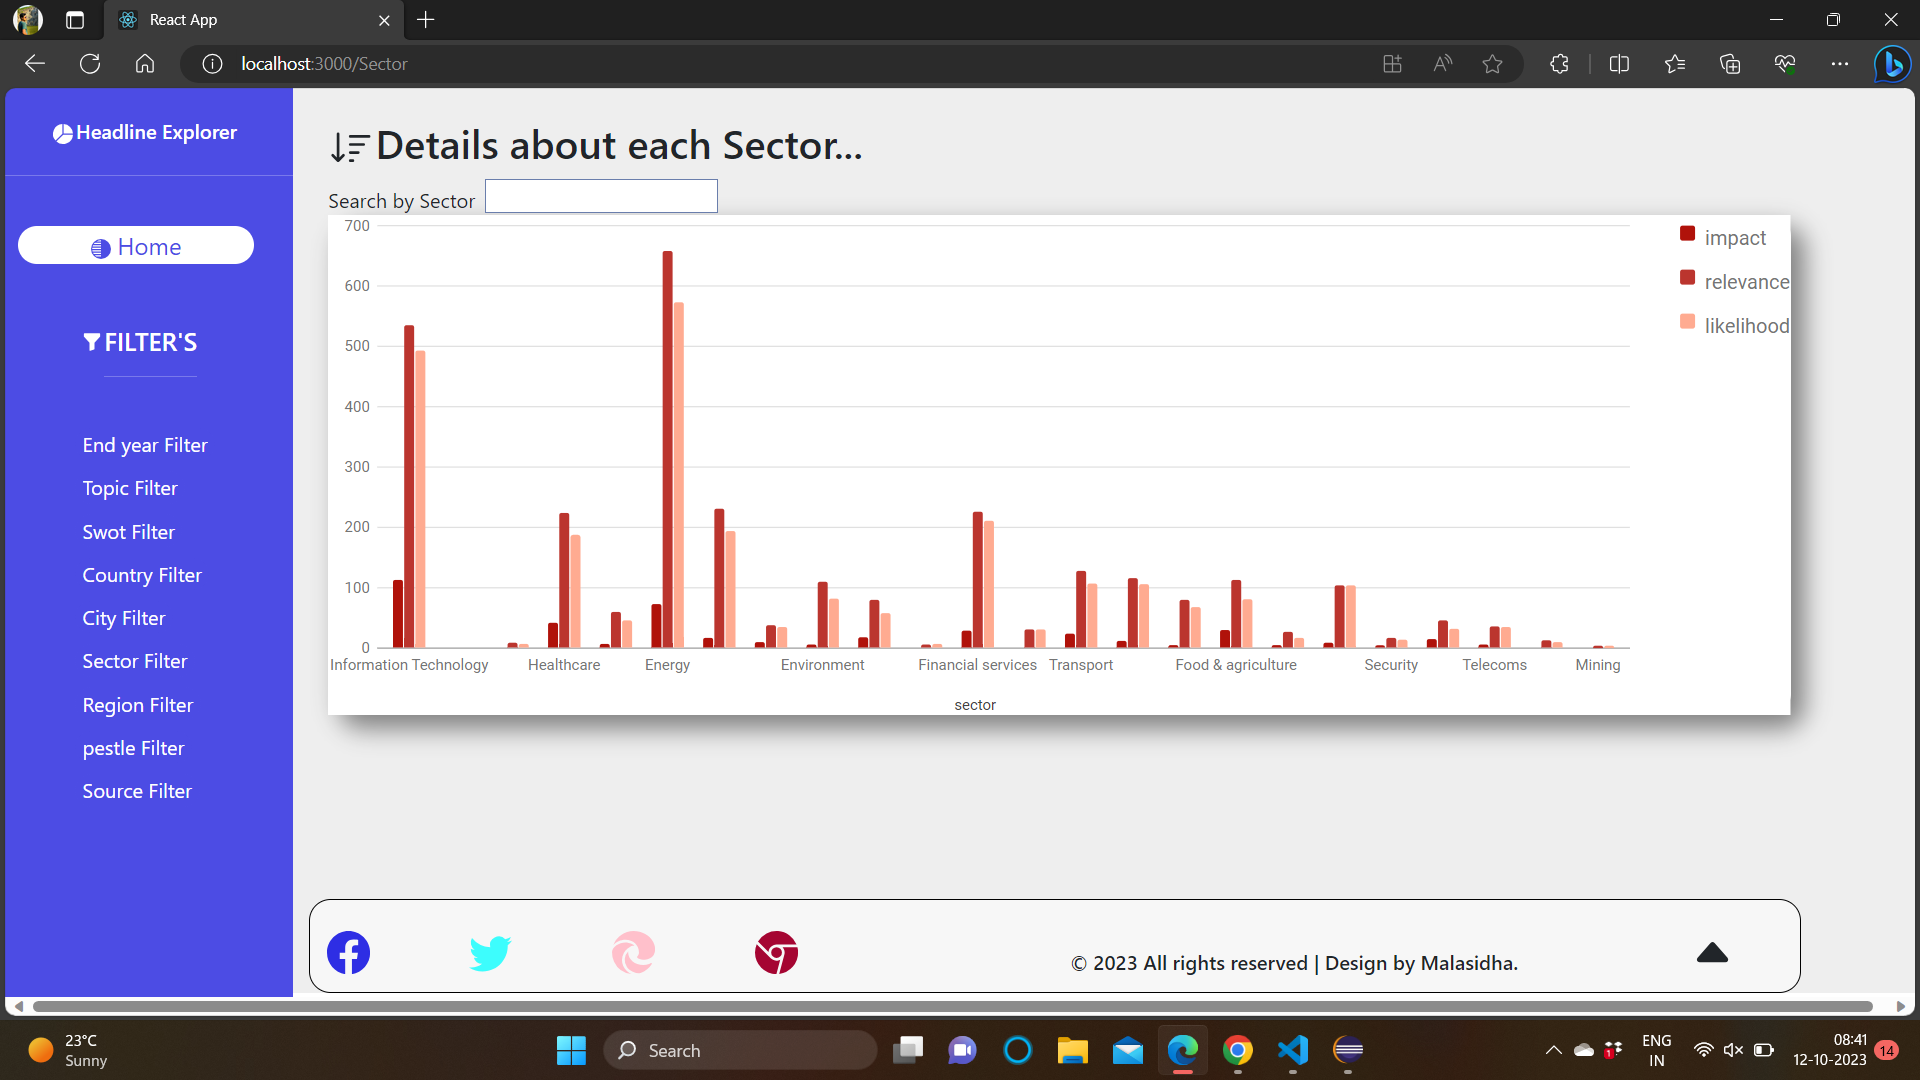 React App
localhost:3000/Sector
Headline Explorer
Home
FILTER'S
End year Filter
Topic Filter
Swot Filter
Country Filter
City Filter
Sector Filter
Region Filter
pestle Filter
Source Filter
Details about each Sector...
Search by Sector
700
600
500
400
300
200
100
0
impact
relevance
likelihood
Information Technology Healthcare Energy Environment Financial services Transport Food & agriculture Security Telecoms Mining
sector
© 2023 All rights reserved | Design by Malasidha.
23°C
Sunny
Search
1
ENG
IN
08:41
12-10-2023
14